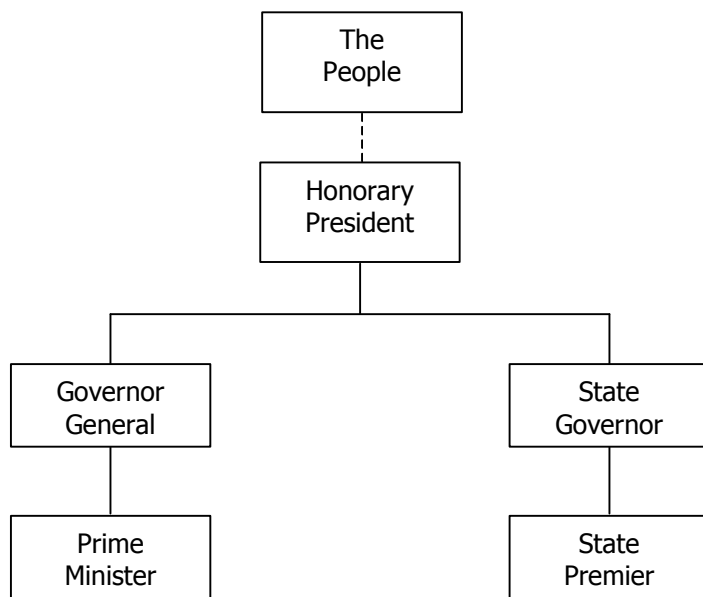 The
People
Honorary
President
Governor
General
State
Governor
Prime
Minister
State
Premier